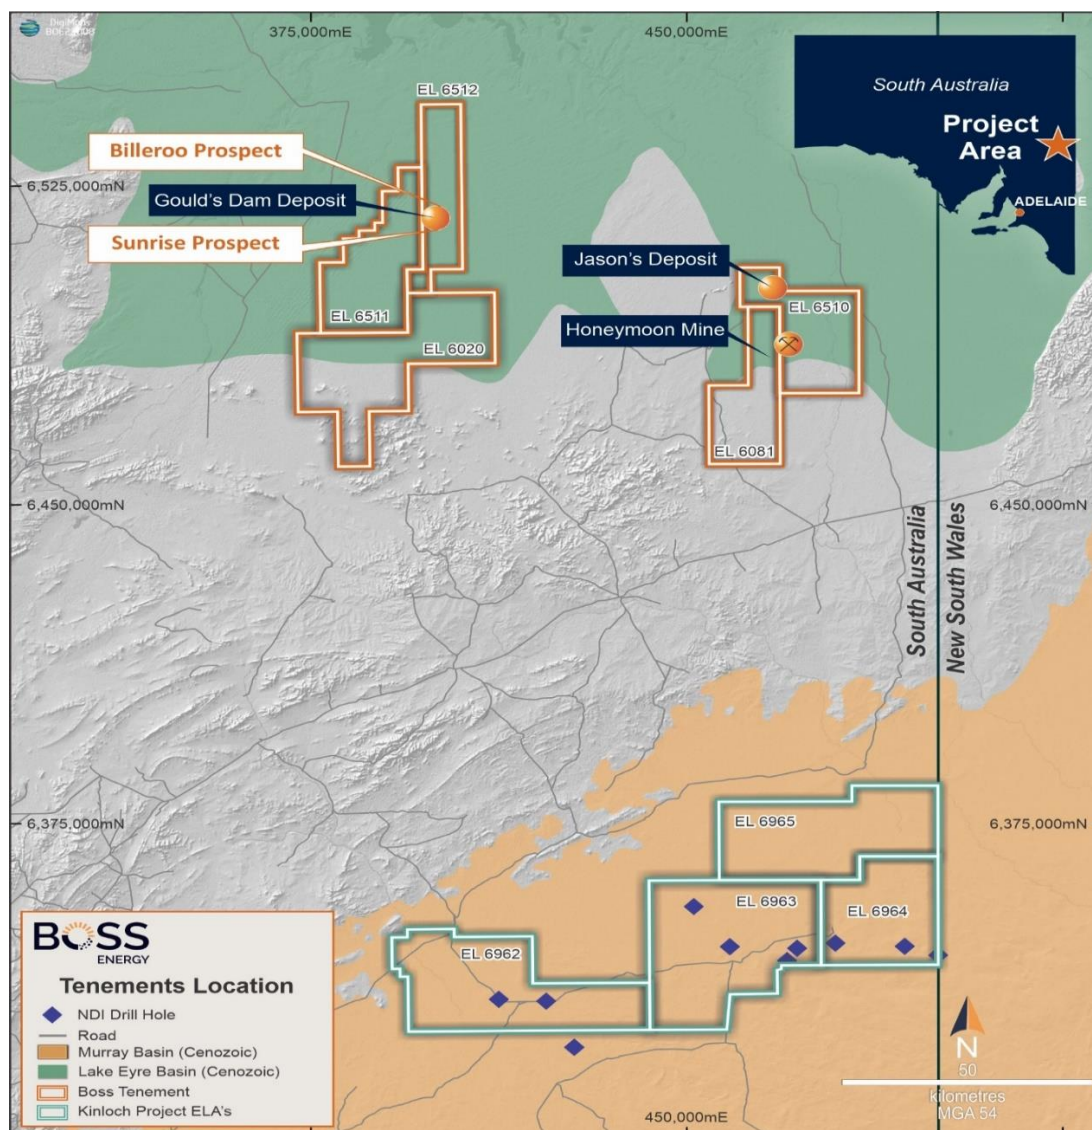 375,000mE
450,000mE
EL 6512
South Australia
Project
Area
ADELAIDE
Billeroo Prospect
6,525,000mN
Gould's Dam Deposit
Sunrise Prospect
Jason's Deposit
EL 6510
Honeymoon Mine
EL 6511
EL 6020
EL 6081
6,450,000mN
6,450,000mN
South Australia
New South Wales
6,375,000mN
6,375,000mN
EL 6965
EL 6963
EL 6964
EL 6962
BOSS
ENERGY
Tenements Location
NDI Drill Hole
Road
Murray Basin (Cenozoic)
Lake Eyre Basin (Cenozoic)
Boss Tenement
Kinloch Project ELA's
N
50
kilometres
MGA 54
450,000mE